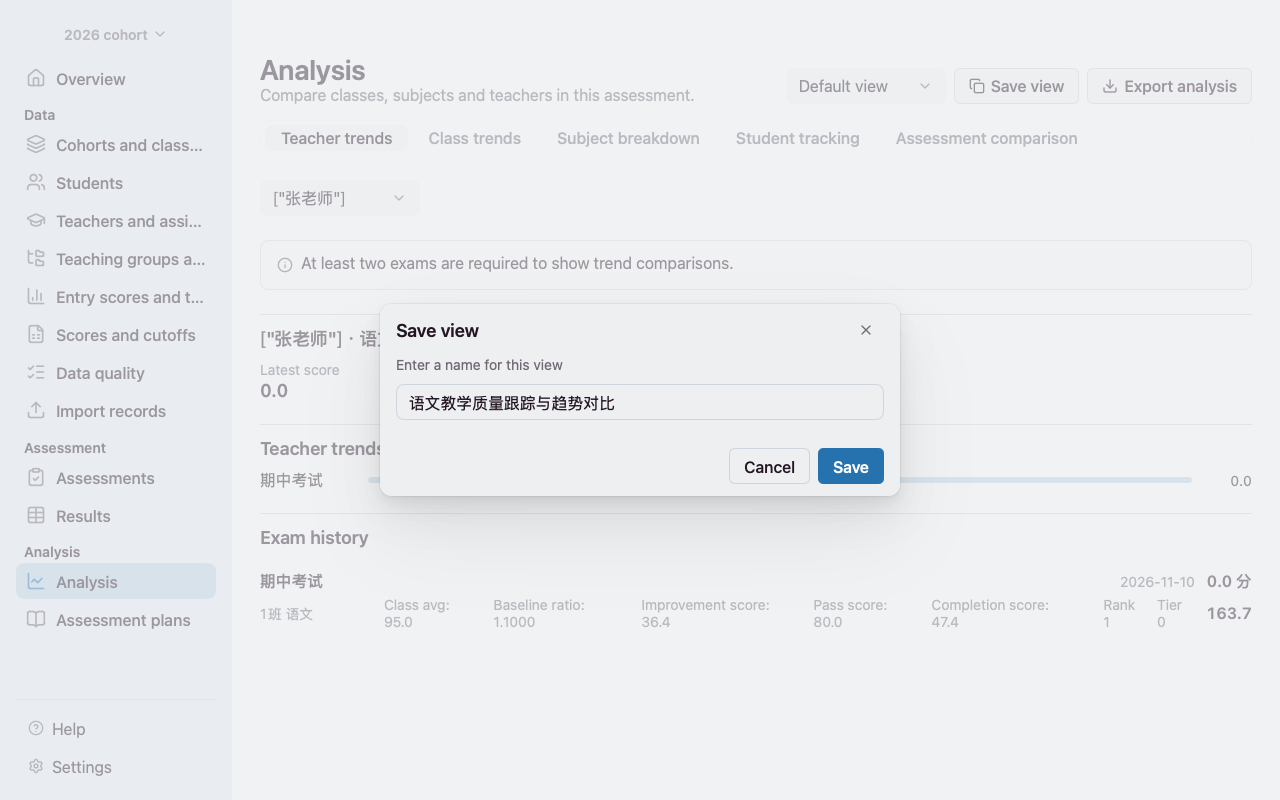 2026 cohort
Overview
Data
Cohorts and class...
Students
Teachers and assi...
Teaching groups a...
Entry scores and t...
Scores and cutoffs
Data quality
Import records
Assessment
Assessments
Results
Analysis
Analysis
Assessment plans
Help
Settings
Analysis
Compare classes, subjects and teachers in this assessment.
Default view
Save view
Export analysis
Teacher trends
Class trends
Subject breakdown
Student tracking
Assessment comparison
["张老师"]
At least two exams are required to show trend comparisons.
["张老师"] · 语文
Latest score
0.0
Save view
Enter a name for this view
语文教学质量跟踪与趋势对比
Cancel
Save
Teacher trends
期中考试
0.0
Exam history
期中考试
2026-11-10 0.0 分
1班 语文
Class avg:
95.0
Baseline ratio:
1.1000
Improvement score:
36.4
Pass score:
80.0
Completion score:
47.4
Rank
1
Tier
0
163.7